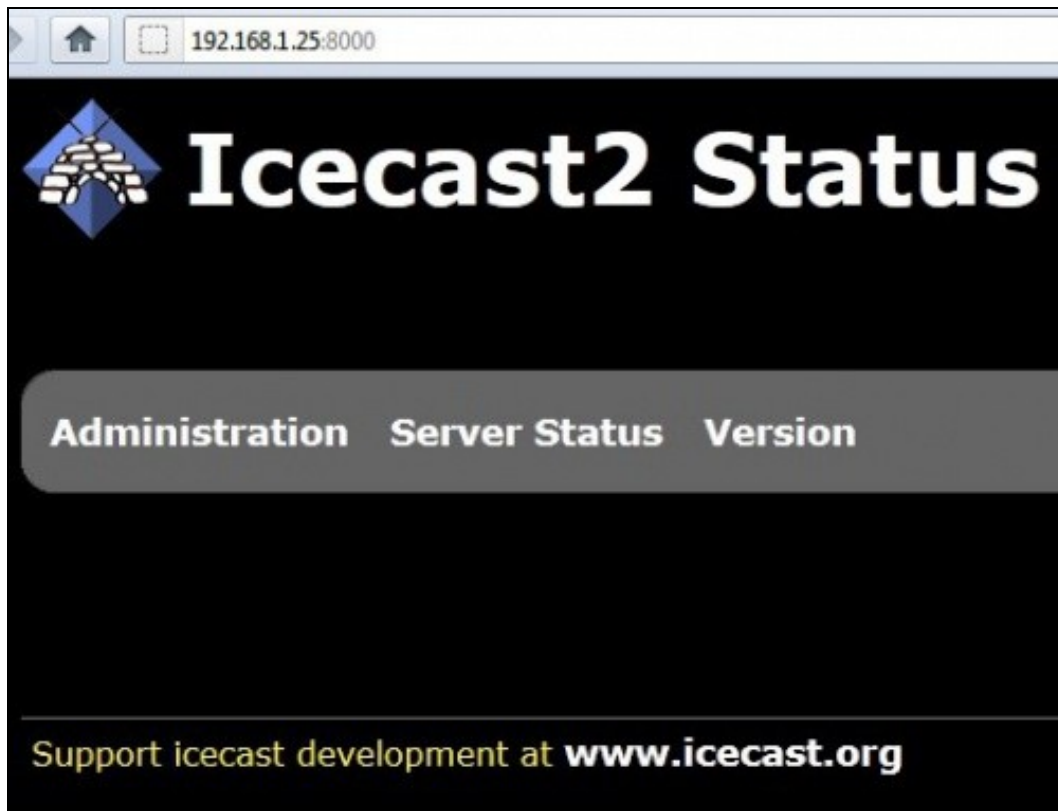 192.168.1.25:8000
Icecast2 Status
Administration Server Status Version
Support icecast development at www.icecast.org